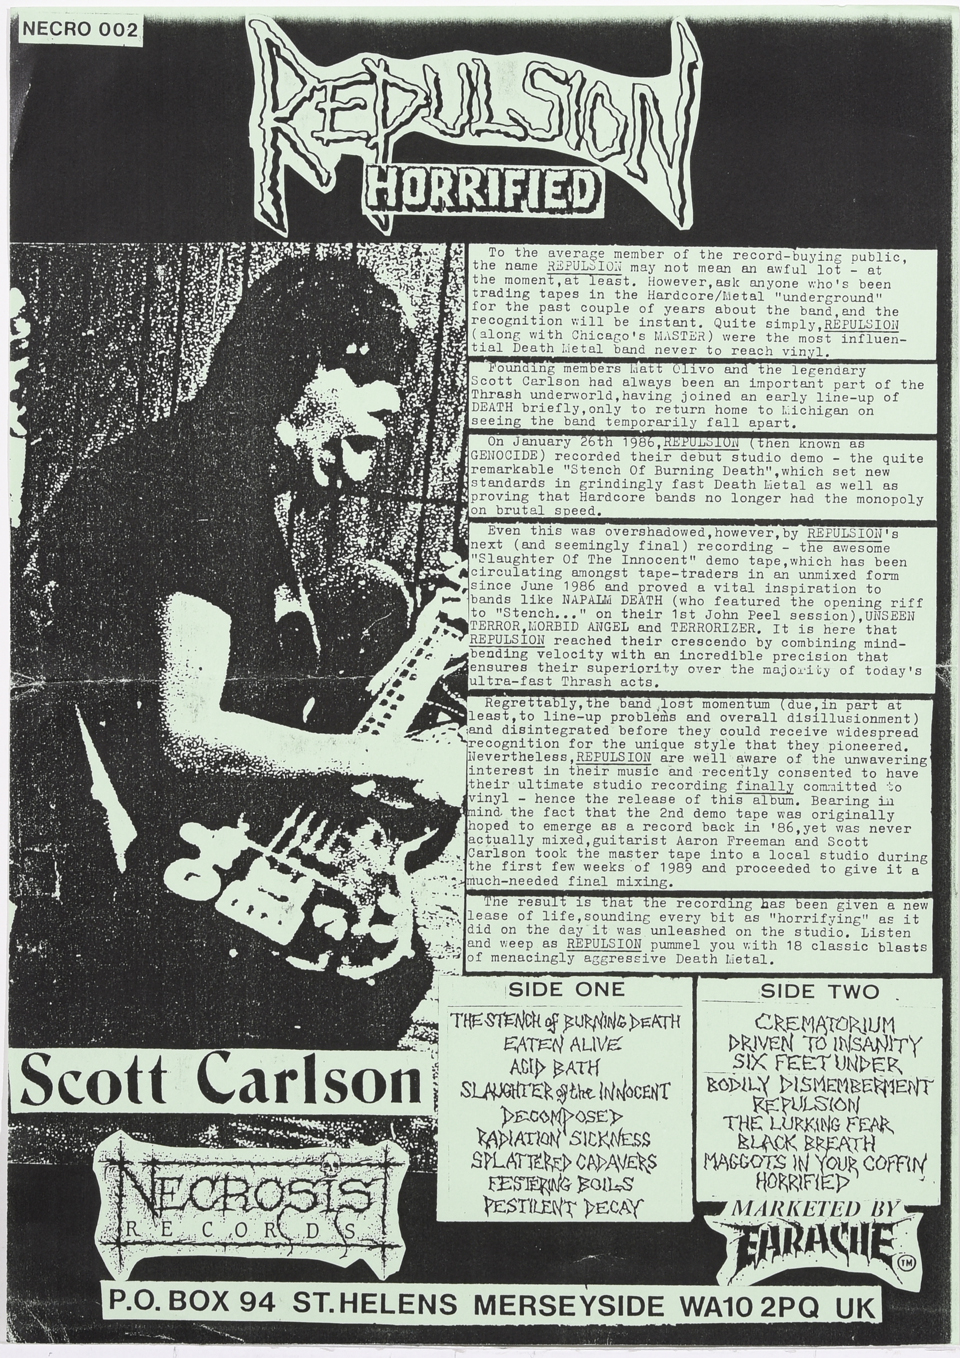 NECRO 002
REPULSION
HORRIFIED
To the average member of the record-buying public,
the name REPULSION may not mean an awful lot - at
the moment,at least. However,ask anyone who's been
trading tapes in the Hardcore/Metal "underground"
for the past couple of years about the band,and the
recognition will be instant. Quite simply,REPULSION
(along with Chicago's MASTER) were the most influen-
tial Death Metal band never to reach vinyl.
Founding members Matt Olivo and the legendary
Scott Carlson had always been an important part of the
Thrash underworld,having joined an early line-up of
DEATH briefly,only to return home to Michigan on
seeing the band temporarily fall apart.
On January 26th 1986,REPULSION (then known as
GENOCIDE) recorded their debut studio demo - the quite
remarkable "Stench Of Burning Death",which set new
standards in grindingly fast Death Metal as well as
proving that Hardcore bands no longer had the monopoly
on brutal speed.
Even this was overshadowed,however,by REPULSION's
next (and seemingly final) recording - the awesome
"Slaughter Of The Innocent" demo tape,which has been
circulating amongst tape-traders in an unmixed form
since June 1986 and proved a vital inspiration to
bands like NAPALM DEATH (who featured the opening riff
to "Stench..." on their 1st John Peel session),UNSEEN
TERROR,MORBID ANGEL and TERRORIZER. It is here that
REPULSION reached their crescendo by combining mind-
bending velocity with an incredible precision that
ensures their superiority over the majority of today's
ultra-fast Thrash acts.
Regrettably,the band lost momentum (due,in part at
least,to line-up problems and overall disillusionment)
and disintegrated before they could receive widespread
recognition for the unique style that they pioneered.
Nevertheless,REPULSION are well aware of the unwavering
interest in their music and recently consented to have
their ultimate studio recording finally committed to
vinyl - hence the release of this album. Bearing in
mind the fact that the 2nd demo tape was originally
hoped to emerge as a record back in '86,yet was never
actually mixed,guitarist Aaron Freeman and Scott
Carlson took the master tape into a local studio during
the first few weeks of 1989 and proceeded to give it a
much-needed final mixing.
The result is that the recording has been given a new
lease of life,sounding every bit as "horrifying" as it
did on the day it was unleashed on the studio. Listen
and weep as REPULSION pummel you with 18 classic blasts
of menacingly aggressive Death Metal.
SIDE ONE
THE STENCH of BURNING DEATH
EATEN ALIVE
ACID BATH
SLAUGHTER of the INNOCENT
DECOMPOSED
RADIATION SICKNESS
SPLATTERED CADAVERS
FESTERING BOILS
PESTILENT DECAY
SIDE TWO
CREMATORIUM
DRIVEN TO INSANITY
SIX FEET UNDER
BODILY DISMEMBERMENT
REPULSION
THE LURKING FEAR
BLACK BREATH
MAGGOTS IN YOUR COFFIN
HORRIFIED
Scott Carlson
NECROSIS
RECORDS
MARKETED BY
EARACHE
TM
P.O. BOX 94 ST. HELENS MERSEYSIDE WA10 2PQ UK